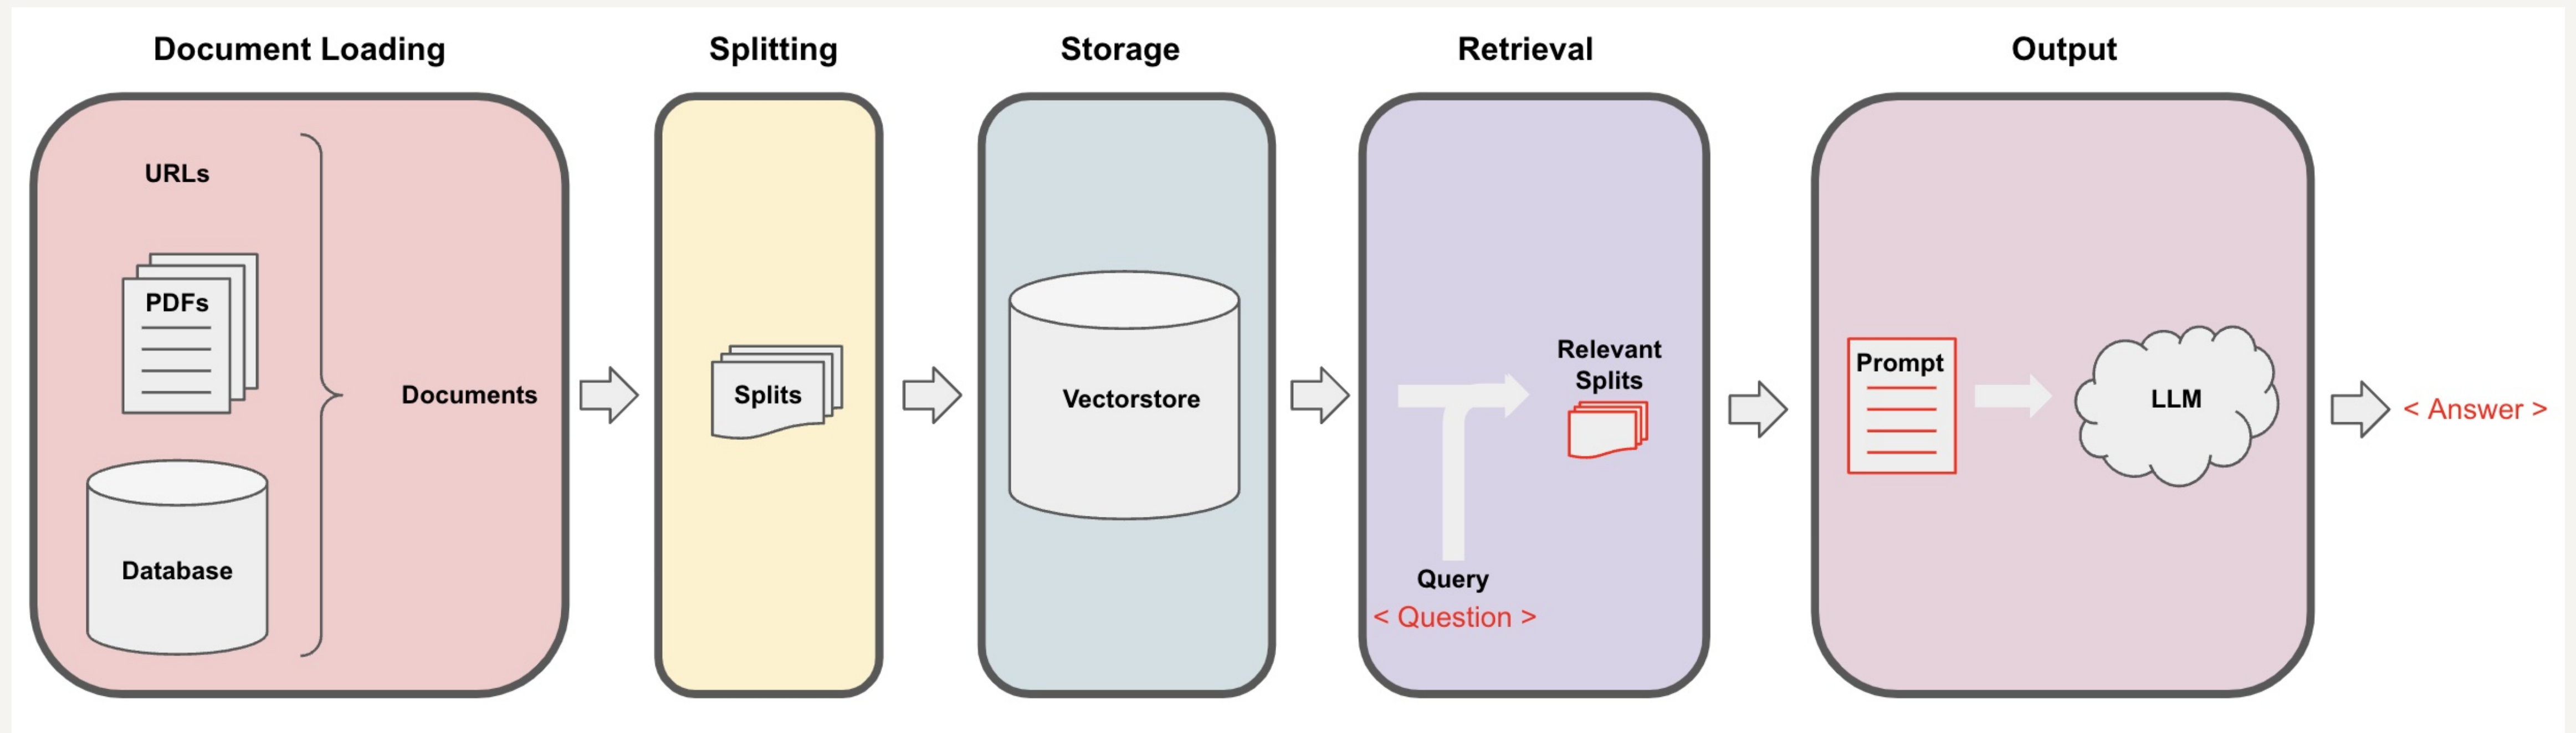 Document Loading
Splitting
Storage
Retrieval
Output
URLs
PDFs
Documents
Database
Splits
Vectorstore
Relevant
Splits
Query
< Question >
Prompt
LLM
< Answer >